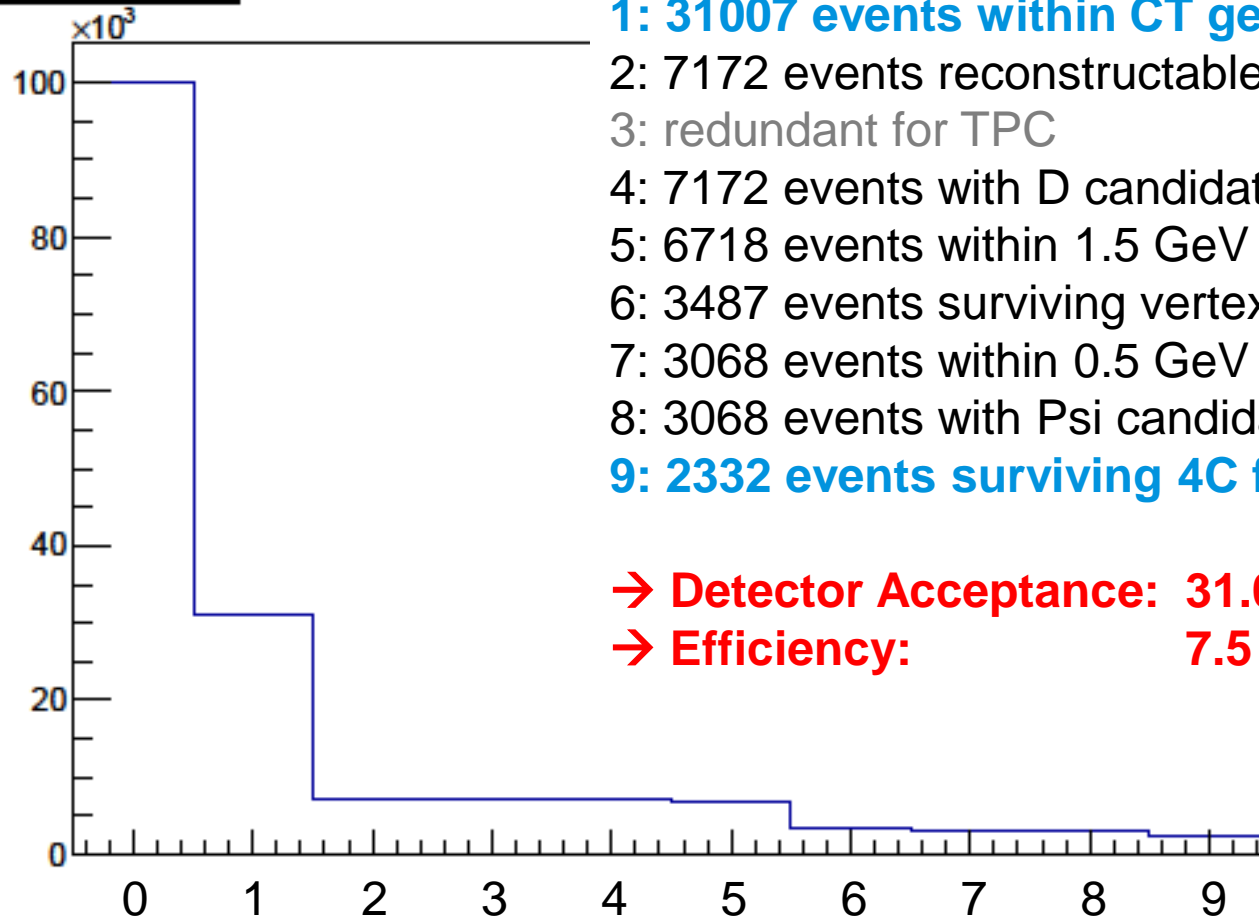 ×10³
100
80
60
40
20
0
0 1 2 3 4 5 6 7 8 9
1: 31007 events within CT
2: 7172 events reconstructable
3: redundant for TPC
4: 7172 events with D
5: 6718 events within 1.5 GeV
6: 3487 events surviving
7: 3068 events within 0.5 GeV
8: 3068 events with Psi
9: 2332 events surviving 4C
→ Detector Acceptance: 31.
→ Efficiency: 7.5